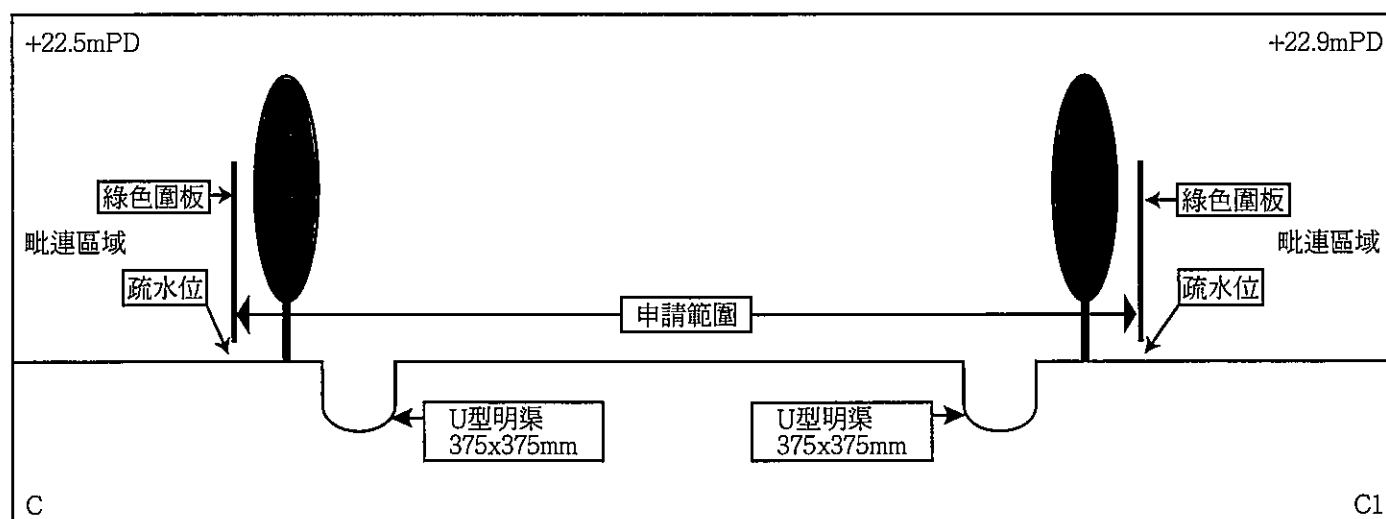 +22.5mPD
+22.9mPD
綠色圍板
綠色圍板
毗連區域
毗連區域
疏水位
疏水位
申請範圍
U型明渠
375x375mm
U型明渠
375x375mm
C
C1